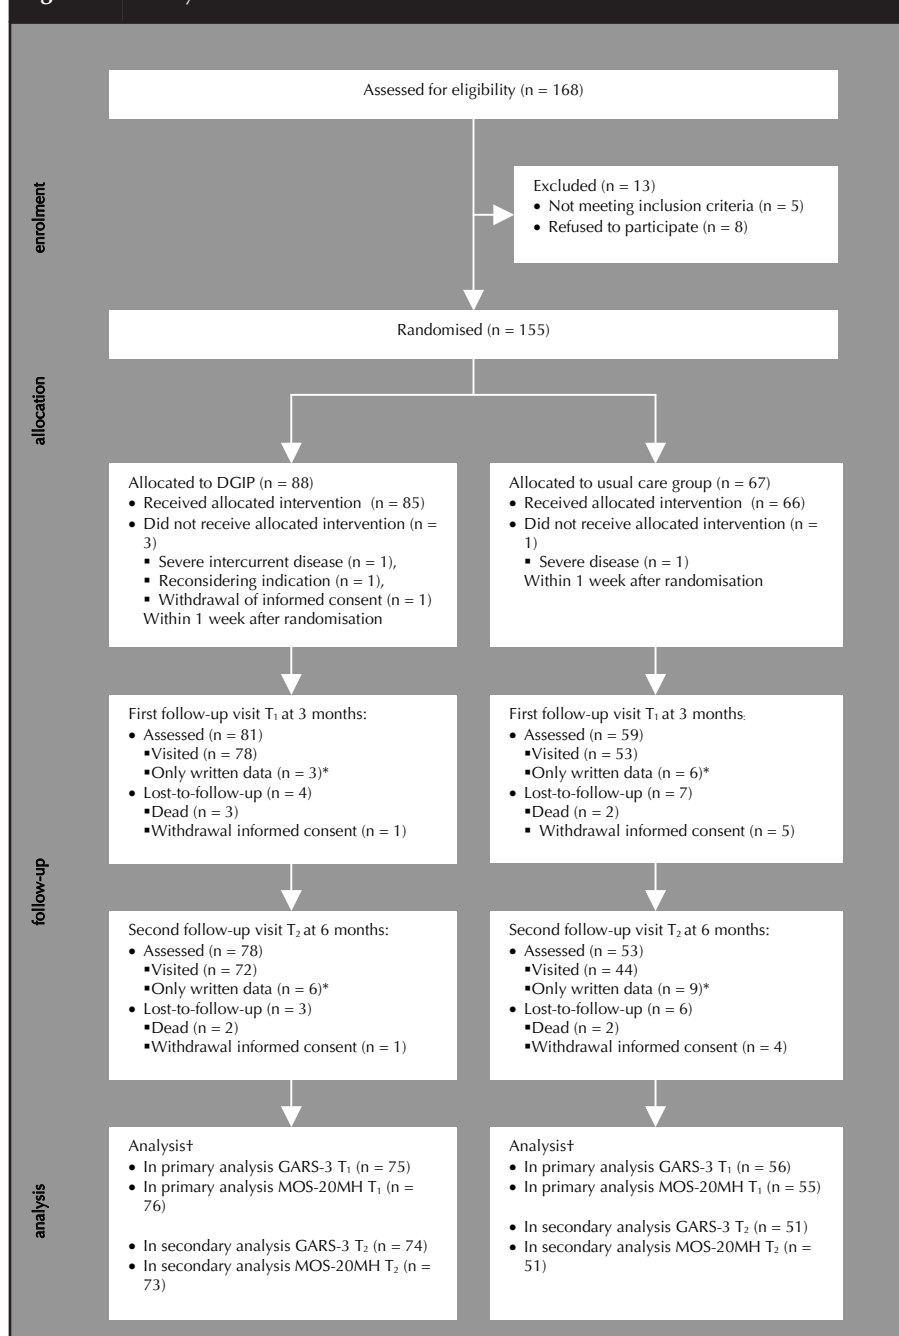 Assessed for eligibility (n = 168)
enrolment
Excluded (n = 13)
• Not meeting inclusion criteria (n = 5)
• Refused to participate (n = 8)
Randomised (n = 155)
allocation
Allocated to DGIP (n = 88)
• Received allocated intervention (n = 85)
• Did not receive allocated intervention (n =
3)
▪ Severe intercurrent disease (n = 1),
▪ Reconsidering indication (n = 1),
▪ Withdrawal of informed consent (n = 1)
Within 1 week after randomisation
Allocated to usual care group (n = 67)
• Received allocated intervention (n = 66)
• Did not receive allocated intervention (n =
1)
▪ Severe disease (n = 1)
Within 1 week after randomisation
follow-up
First follow-up visit T₁ at 3 months:
• Assessed (n = 81)
▪Visited (n = 78)
▪Only written data (n = 3)*
• Lost-to-follow-up (n = 4)
▪Dead (n = 3)
▪Withdrawal informed consent (n = 1)
First follow-up visit T₁ at 3 months:
• Assessed (n = 59)
▪Visited (n = 53)
▪Only written data (n = 6)*
• Lost-to-follow-up (n = 7)
▪Dead (n = 2)
▪ Withdrawal informed consent (n = 5)
Second follow-up visit T₂ at 6 months:
• Assessed (n = 78)
▪Visited (n = 72)
▪Only written data (n = 6)*
• Lost-to-follow-up (n = 3)
▪Dead (n = 2)
▪Withdrawal informed consent (n = 1)
Second follow-up visit T₂ at 6 months:
• Assessed (n = 53)
▪Visited (n = 44)
▪Only written data (n = 9)*
• Lost-to-follow-up (n = 6)
▪Dead (n = 2)
▪Withdrawal informed consent (n = 4)
analysis
Analysis†
• In primary analysis GARS-3 T₁ (n = 75)
• In primary analysis MOS-20MH T₁ (n =
76)
• In secondary analysis GARS-3 T₂ (n = 74)
• In secondary analysis MOS-20MH T₂ (n =
73)
Analysis†
• In primary analysis GARS-3 T₁ (n = 56)
• In primary analysis MOS-20MH T₁ (n = 55)
• In secondary analysis GARS-3 T₂ (n = 51)
• In secondary analysis MOS-20MH T₂ (n =
51)